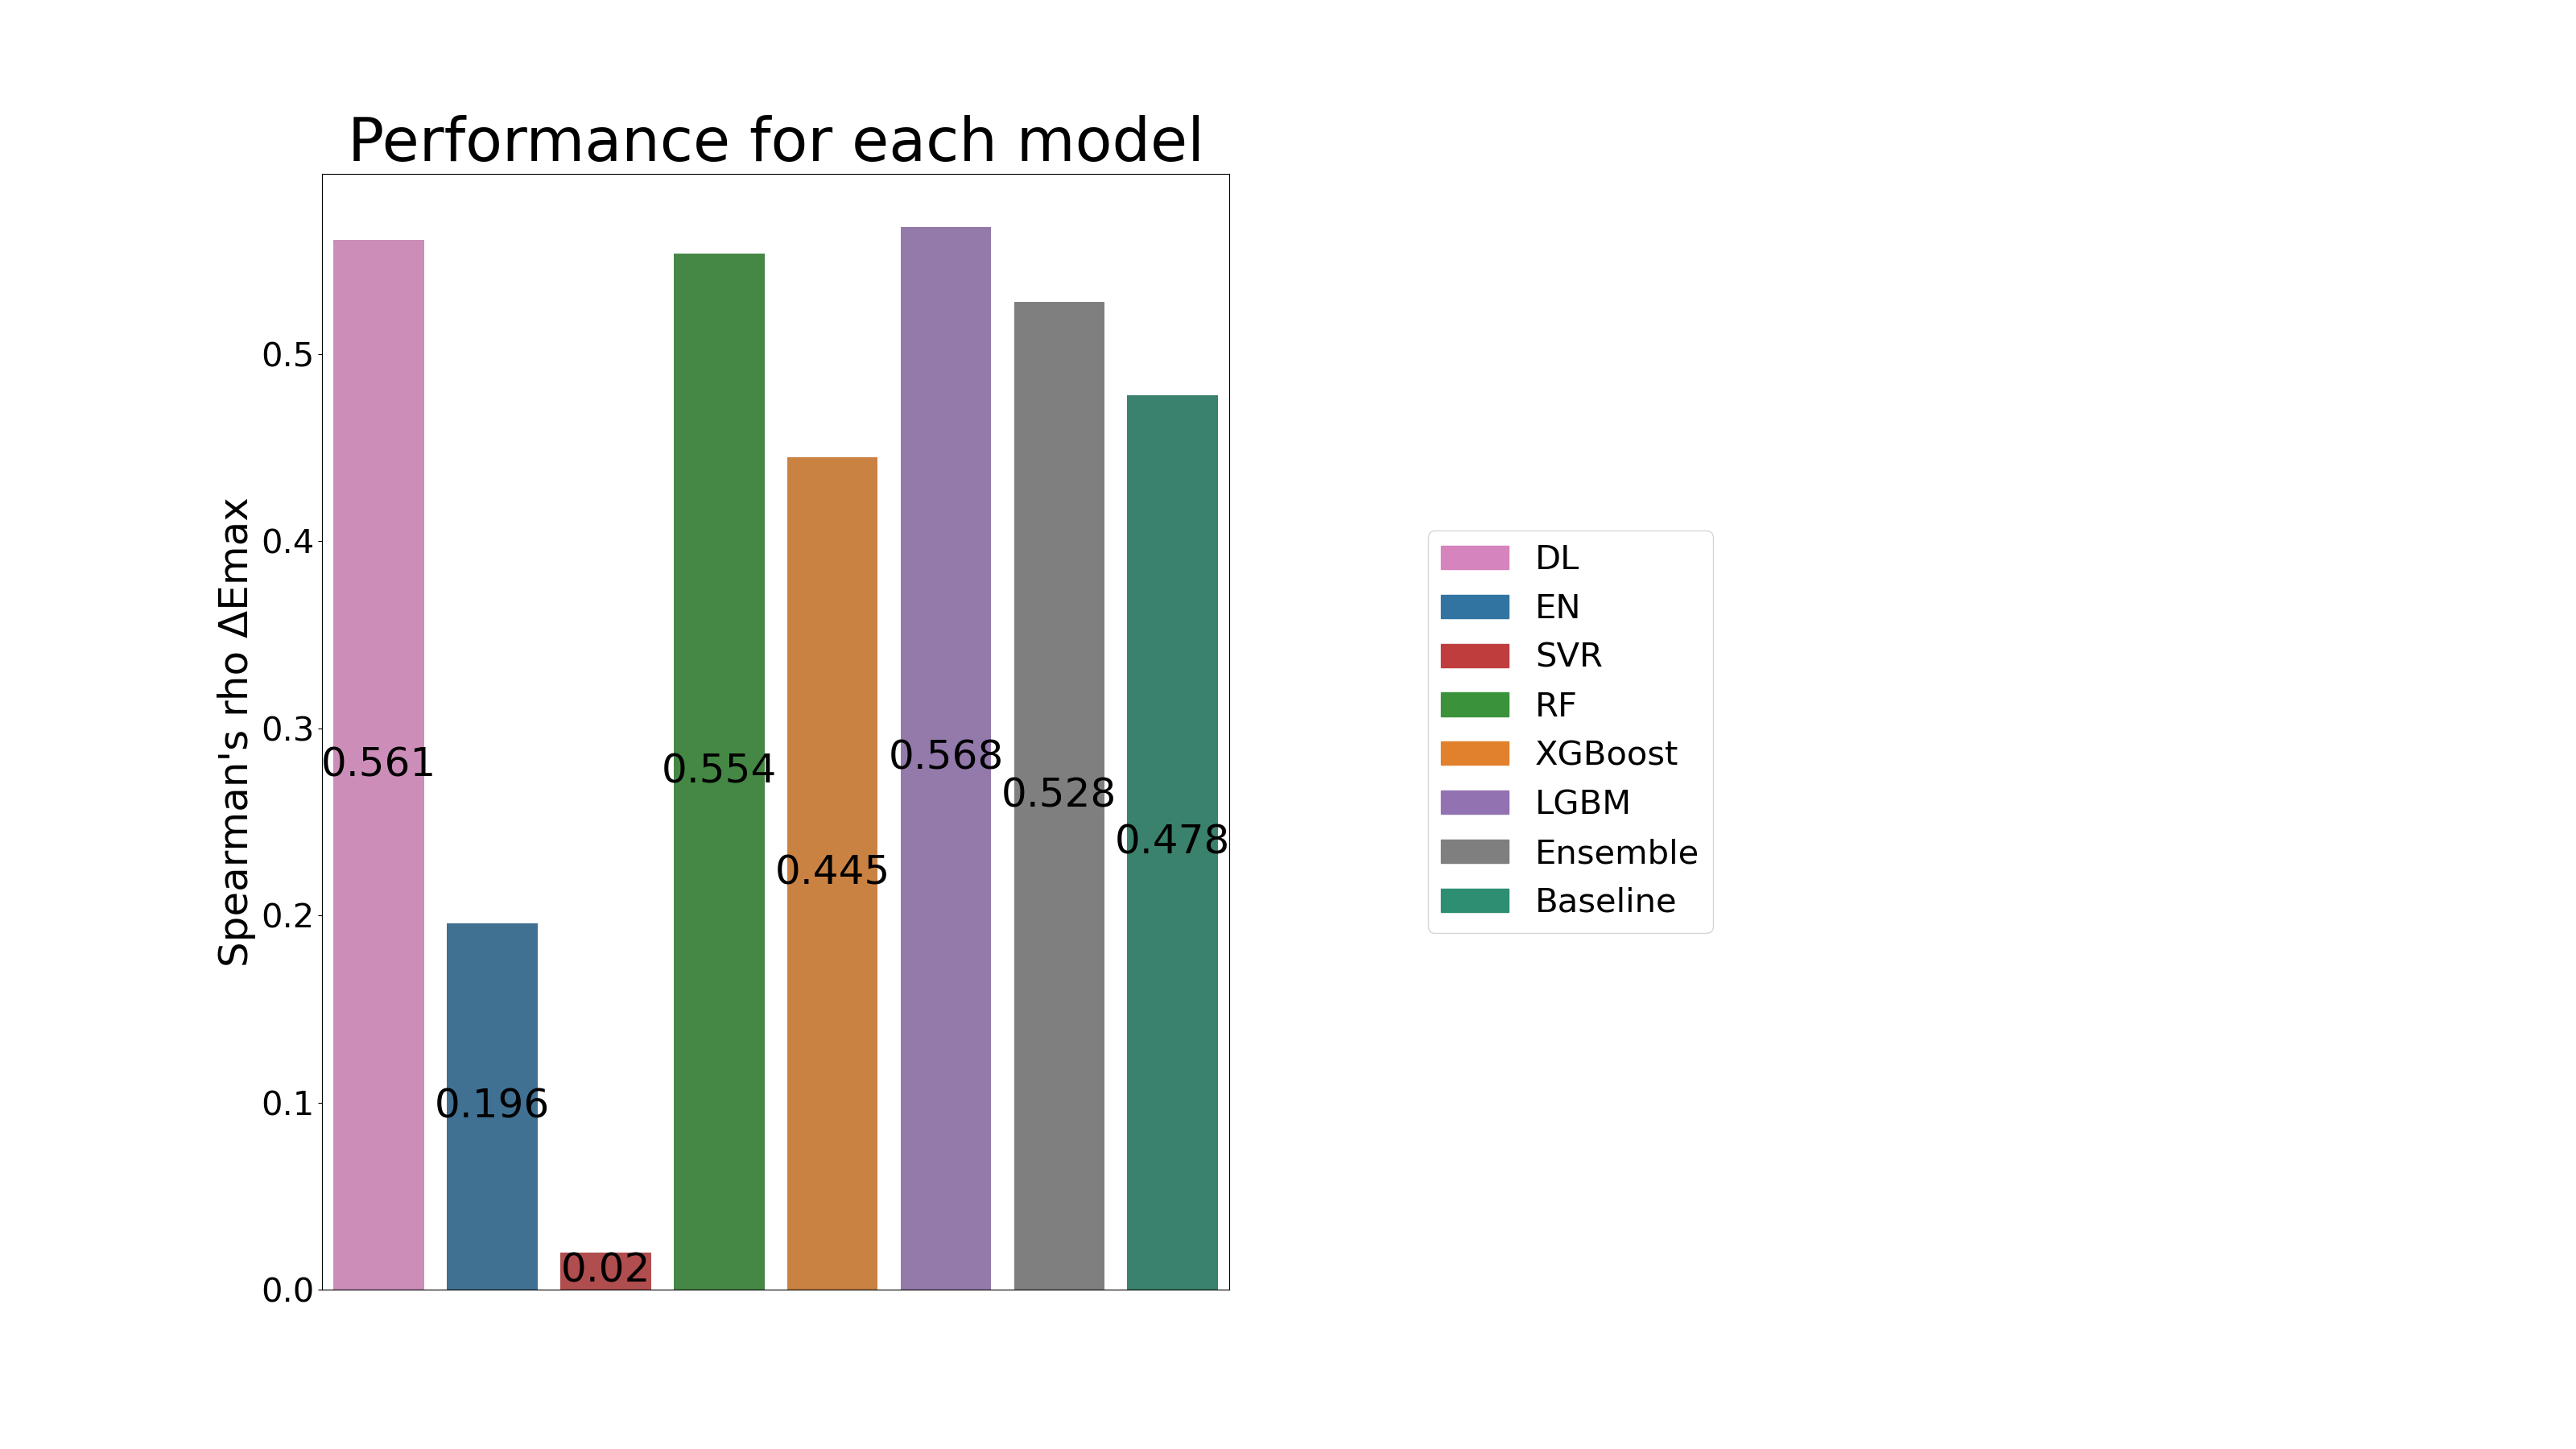 Performance for each model
Spearman's rho ΔEmax
0.5
0.4
0.3
0.2
0.1
0.0
0.561
0.196
0.02
0.554
0.445
0.568
0.528
0.478
DL
EN
SVR
RF
XGBoost
LGBM
Ensemble
Baseline